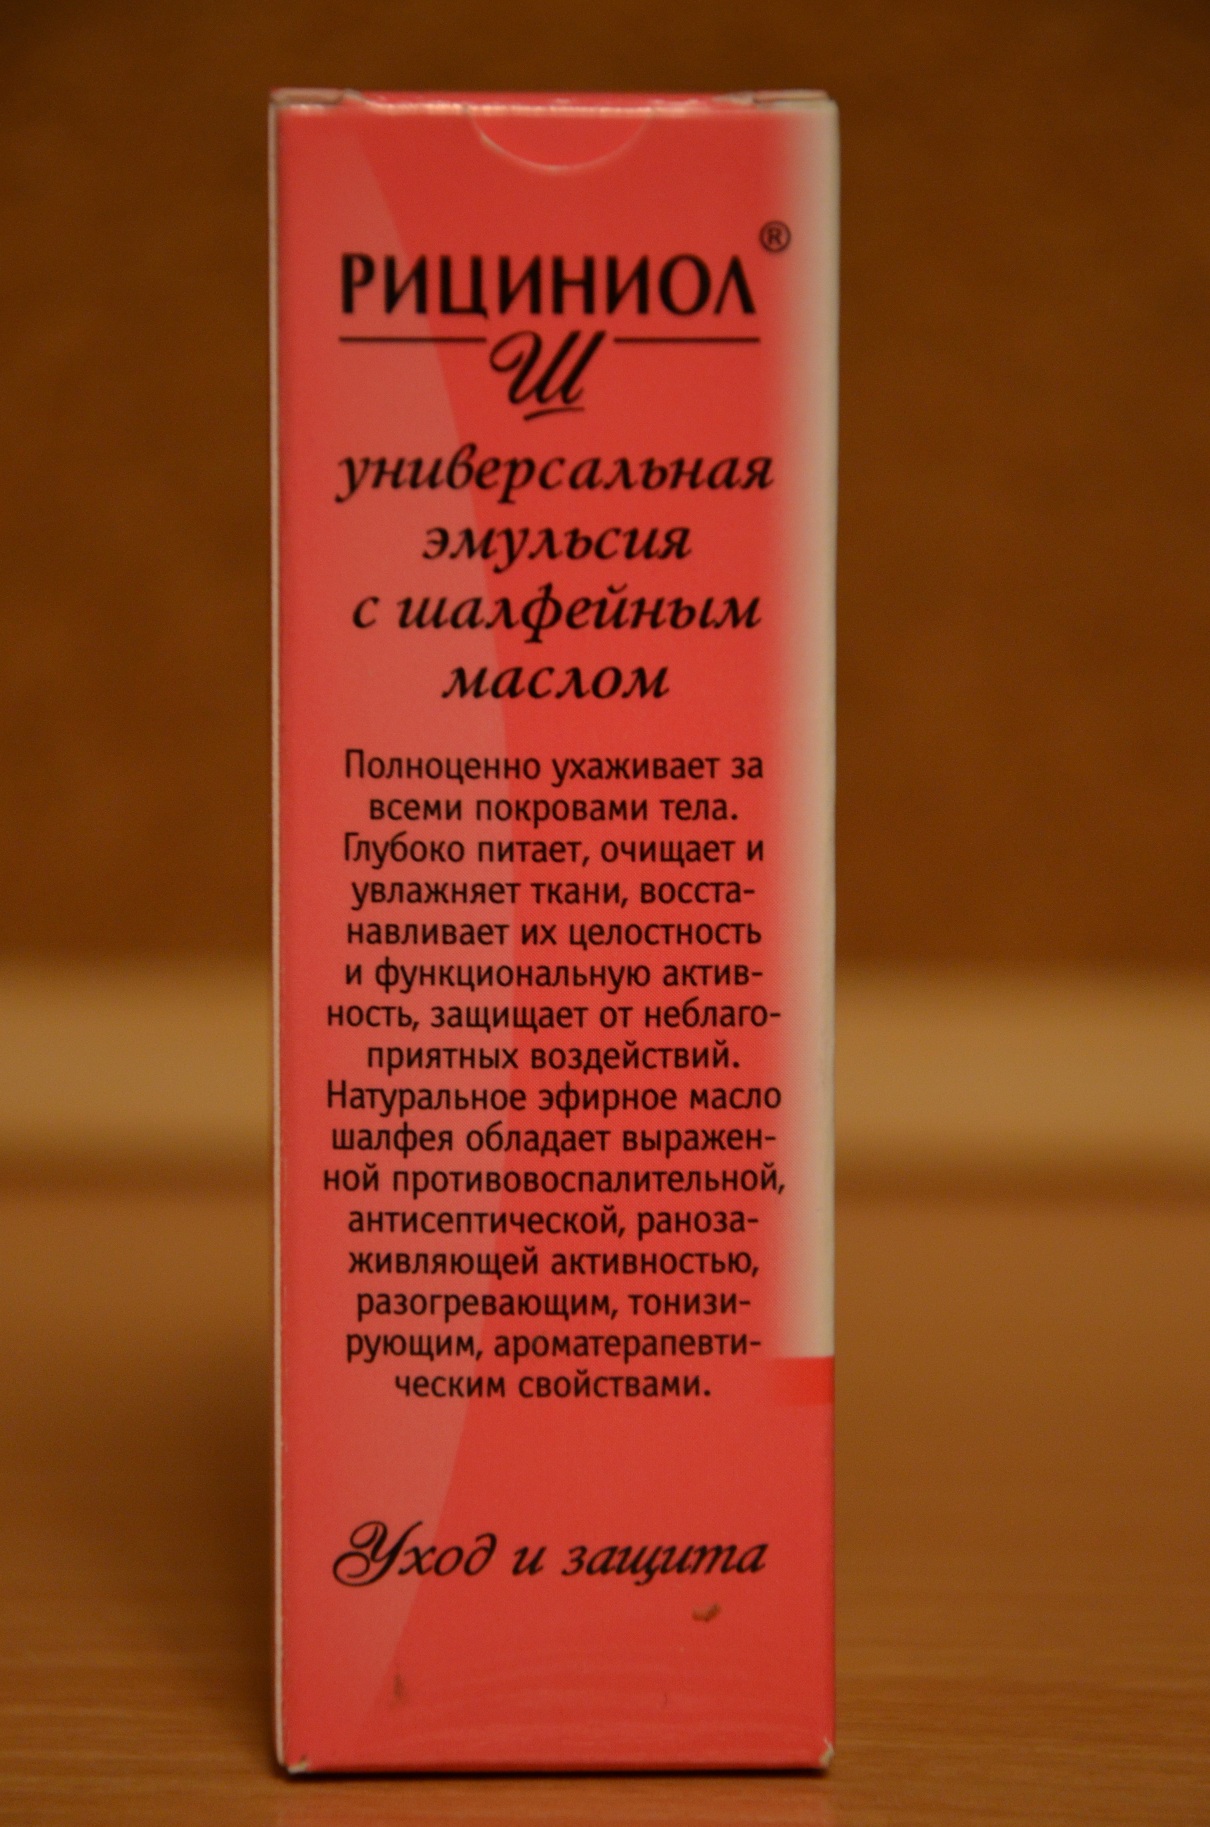 РИЦИНИОЛ®
Ш
универсальная
эмульсия
с шалфейным
маслом
Полноценно ухаживает за
всеми покровами тела.
Глубоко питает, очищает и
увлажняет ткани, восста-
навливает их целостность
и функциональную актив-
ность, защищает от неблаго-
приятных воздействий.
Натуральное эфирное масло
шалфея обладает выражен-
ной противовоспалительной,
антисептической, раноза-
живляющей активностью,
разогревающим, тонизи-
рующим, ароматерапевти-
ческим свойствами.
Уход и защита